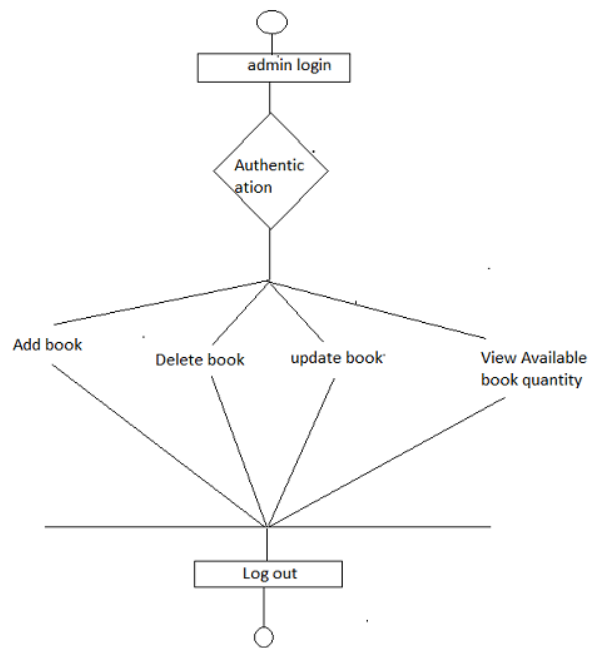 admin login
Authentic
ation
Add book
Delete book
update book
View Available
book quantity
Log out